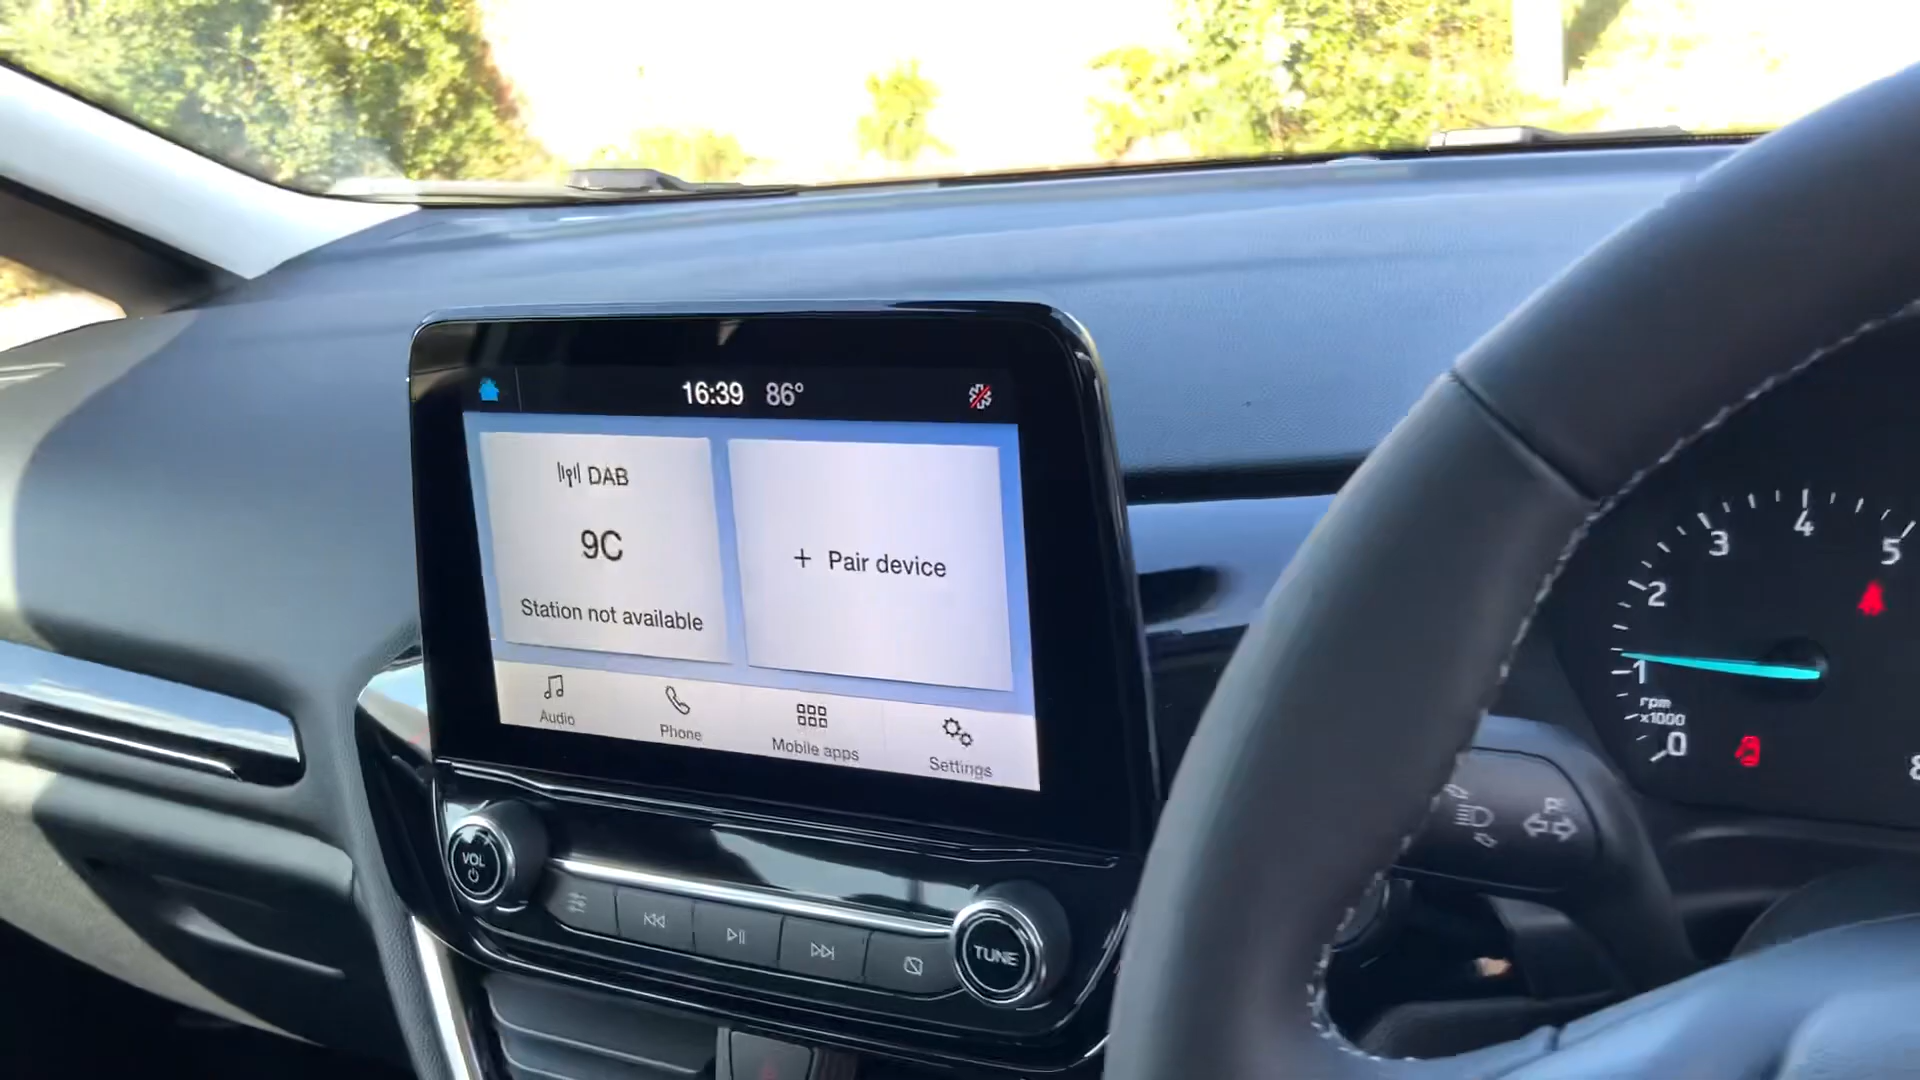 16:39 86°
DAB
9C
Station not available
+ Pair device
Audio
Phone
Mobile apps
Settings
VOL
TUNE
4
3
5
2
1
rpm
x1000
0
8